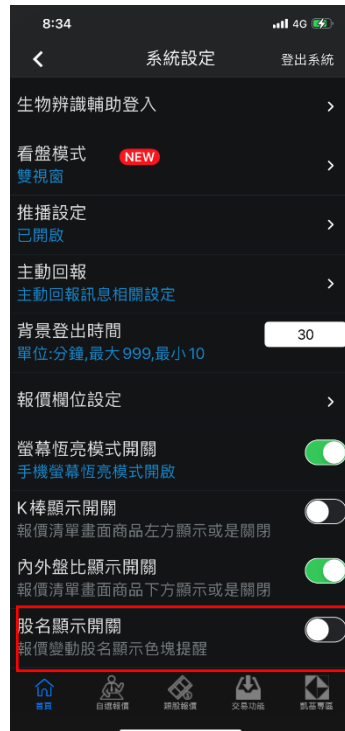 8:34
4G
系統設定
登出系統
生物辨識輔助登入
看盤模式 NEW
雙視窗
推播設定
已開啟
主動回報
主動回報訊息相關設定
背景登出時間
30
單位:分鐘,最大999,最小10
報價欄位設定
螢幕恆亮模式開關
手機螢幕恆亮模式開啟
K棒顯示開關
報價清單畫面商品左方顯示或是關閉
內外盤比顯示開關
報價清單畫面商品下方顯示或是關閉
股名顯示開關
報價變動股名顯示色塊提醒
首頁
自選報價
類股報價
交易功能
凱基專區